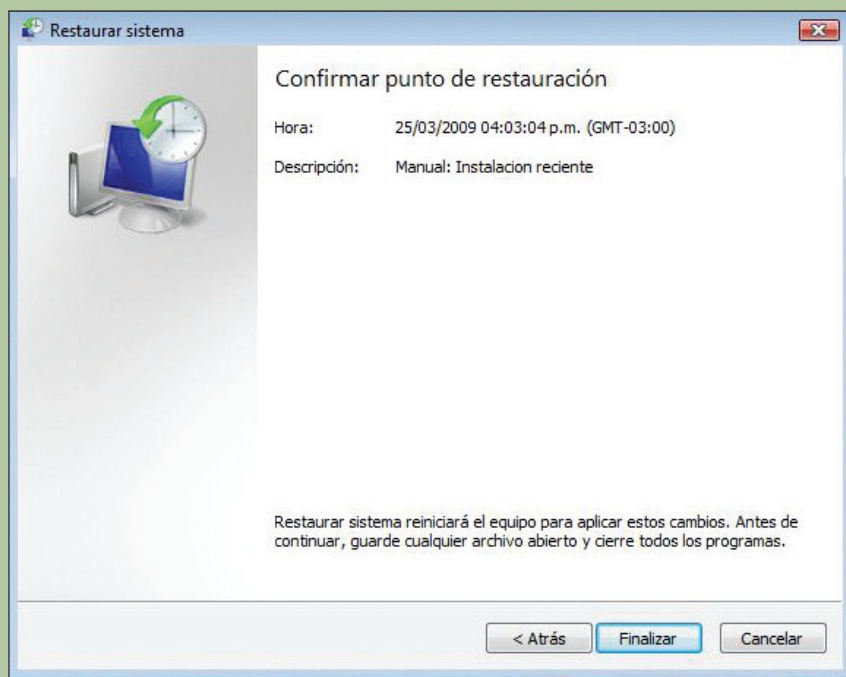 Restaurar sistema
Confirmar punto de restauración
Hora: 25/03/2009 04:03:04 p.m. (GMT-03:00)
Descripción: Manual: Instalacion reciente
Restaurar sistema reiniciará el equipo para aplicar estos cambios. Antes de
continuar, guarde cualquier archivo abierto y cierre todos los programas.
< Atrás Finalizar Cancelar